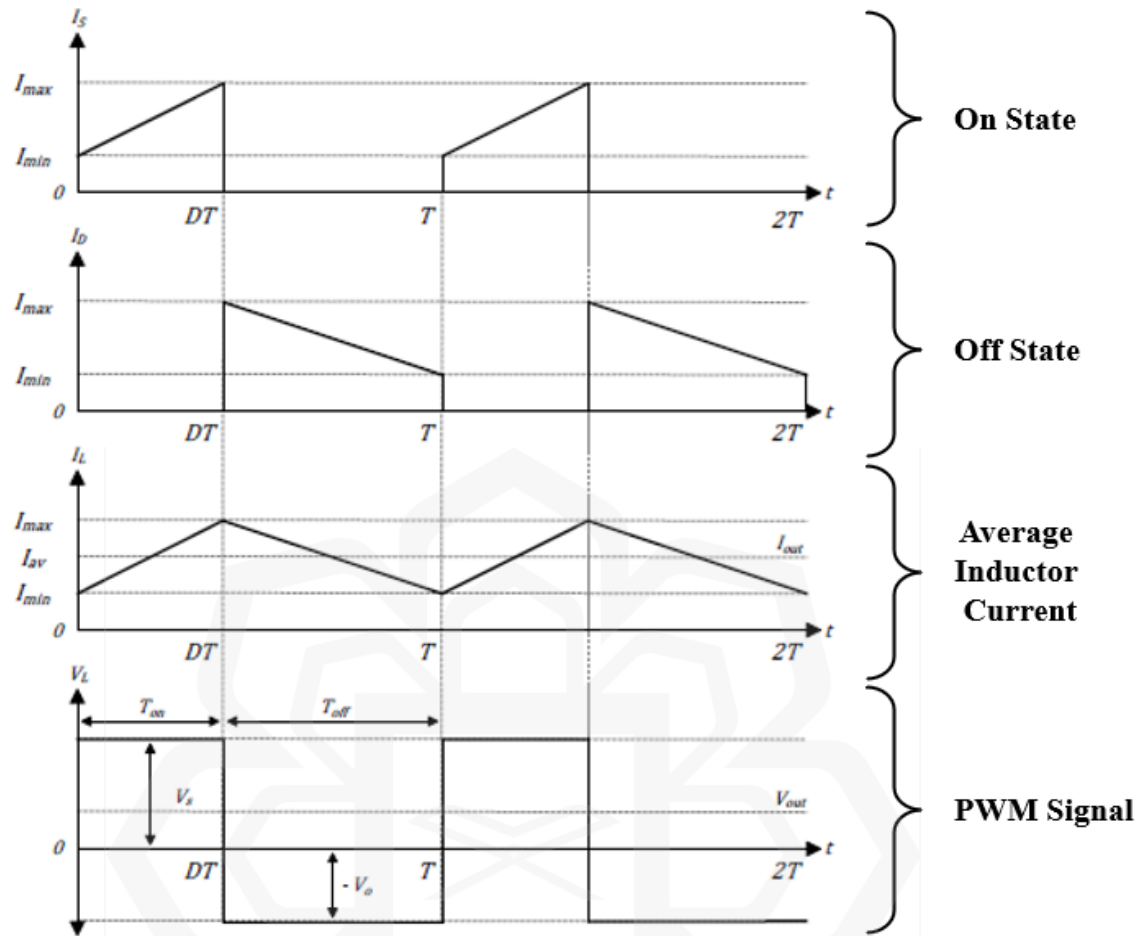 I_S
I_max
I_min
0
DT
T
2T
t
On State
I_D
I_max
I_min
0
DT
T
2T
t
Off State
I_L
I_max
I_av
I_min
I_out
0
DT
T
2T
t
Average
Inductor
Current
V_L
T_on
T_off
V_s
V_out
0
DT
T
2T
t
- V_o
PWM Signal